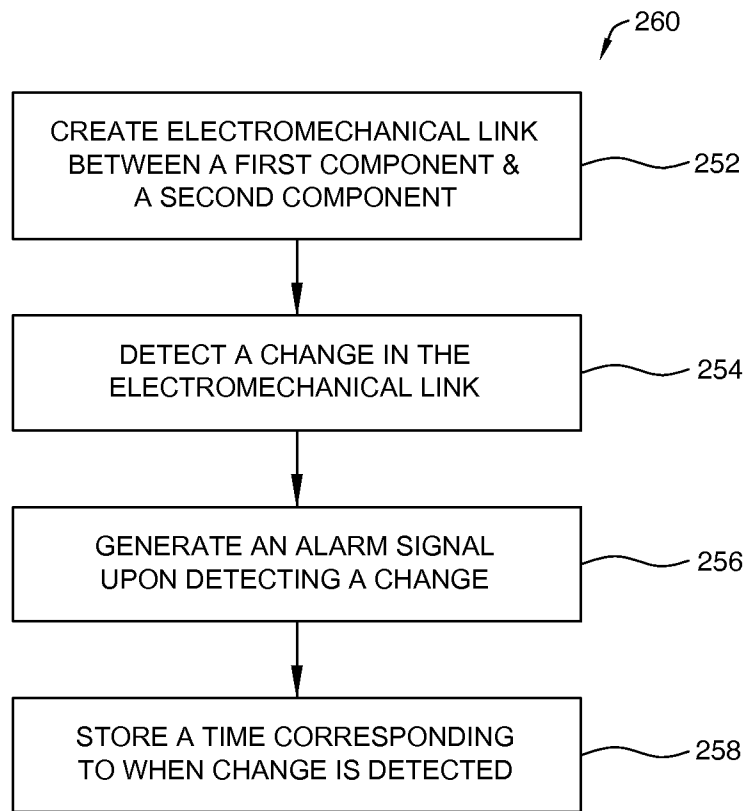 260
CREATE ELECTROMECHANICAL LINK
BETWEEN A FIRST COMPONENT &
A SECOND COMPONENT
252
DETECT A CHANGE IN THE
ELECTROMECHANICAL LINK
254
GENERATE AN ALARM SIGNAL
UPON DETECTING A CHANGE
256
STORE A TIME CORRESPONDING
TO WHEN CHANGE IS DETECTED
258